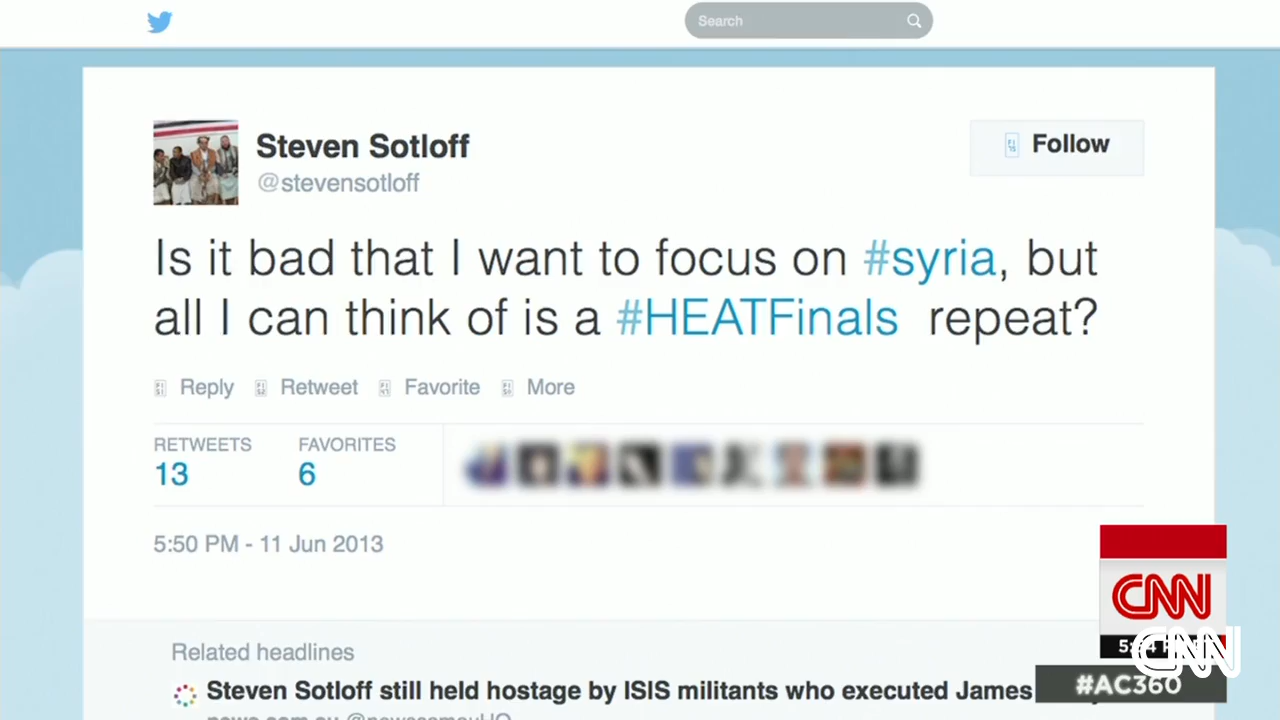 Search
Steven Sotloff
@stevensotloff
Follow
Is it bad that I want to focus on #syria, but
all I can think of is a #HEATFinals repeat?
Reply Retweet Favorite More
RETWEETS FAVORITES
13 6
5:50 PM - 11 Jun 2013
Related headlines
Steven Sotloff still held hostage by ISIS militants who executed James
CNN
CNN
#AC360